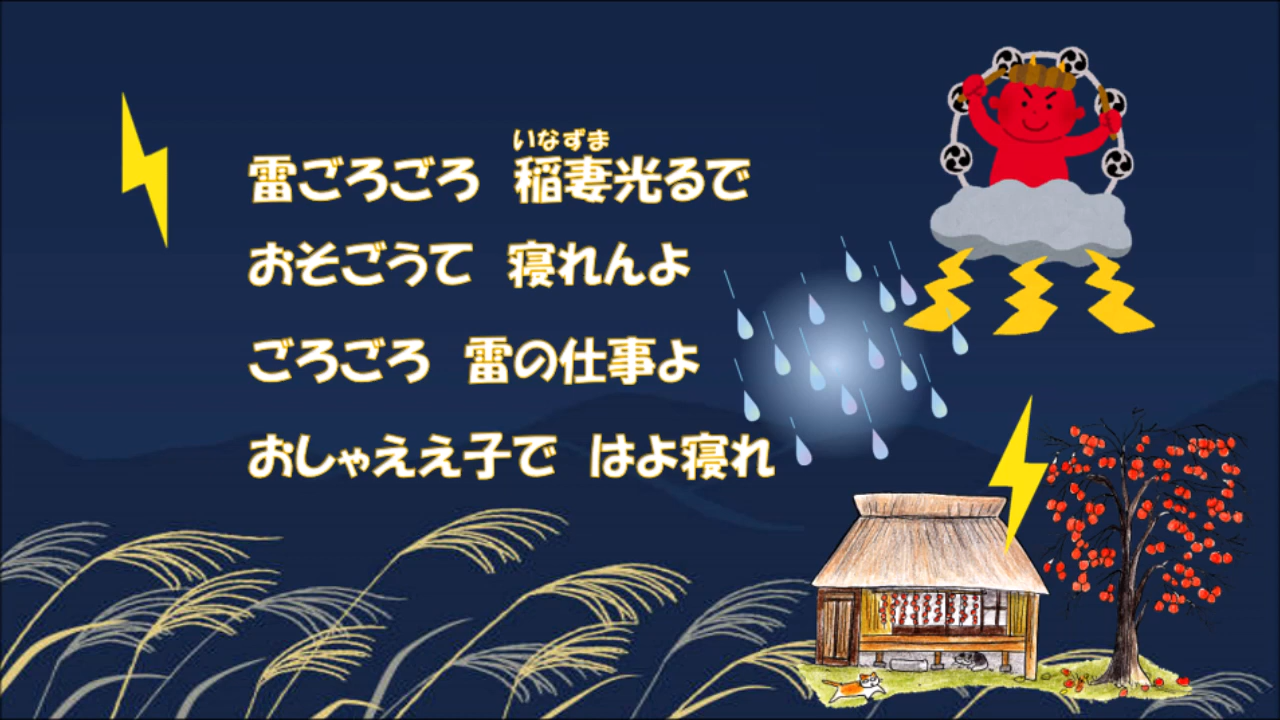 いなずま
雷ごろごろ 稲妻光るで
おそごうて 寝れんよ
ごろごろ 雷の仕事よ
おしゃええ子で はよ寝れ